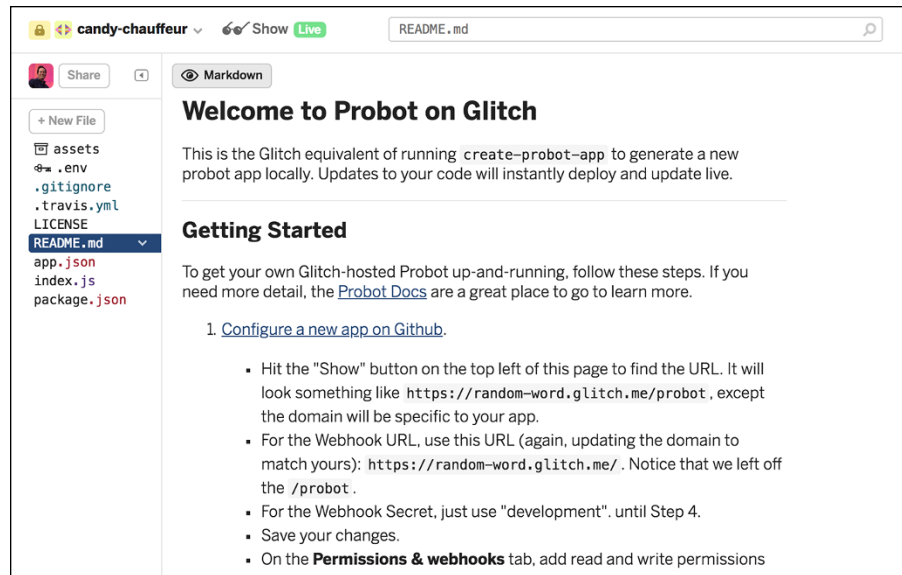 candy-chauffeur
Show Live
README.md
Share
Markdown
+ New File
assets
.env
.gitignore
.travis.yml
LICENSE
README.md
app.json
index.js
package.json
Welcome to Probot on Glitch
This is the Glitch equivalent of running create-probot-app to generate a new
probot app locally. Updates to your code will instantly deploy and update live.
Getting Started
To get your own Glitch-hosted Probot up-and-running, follow these steps. If you
need more detail, the Probot Docs are a great place to go to learn more.
1. Configure a new app on Github.
Hit the "Show" button on the top left of this page to find the URL. It will
look something like https://random-word.glitch.me/probot, except
the domain will be specific to your app.
For the Webhook URL, use this URL (again, updating the domain to
match yours): https://random-word.glitch.me/. Notice that we left off
the /probot.
For the Webhook Secret, just use "development". until Step 4.
Save your changes.
On the Permissions & webhooks tab, add read and write permissions